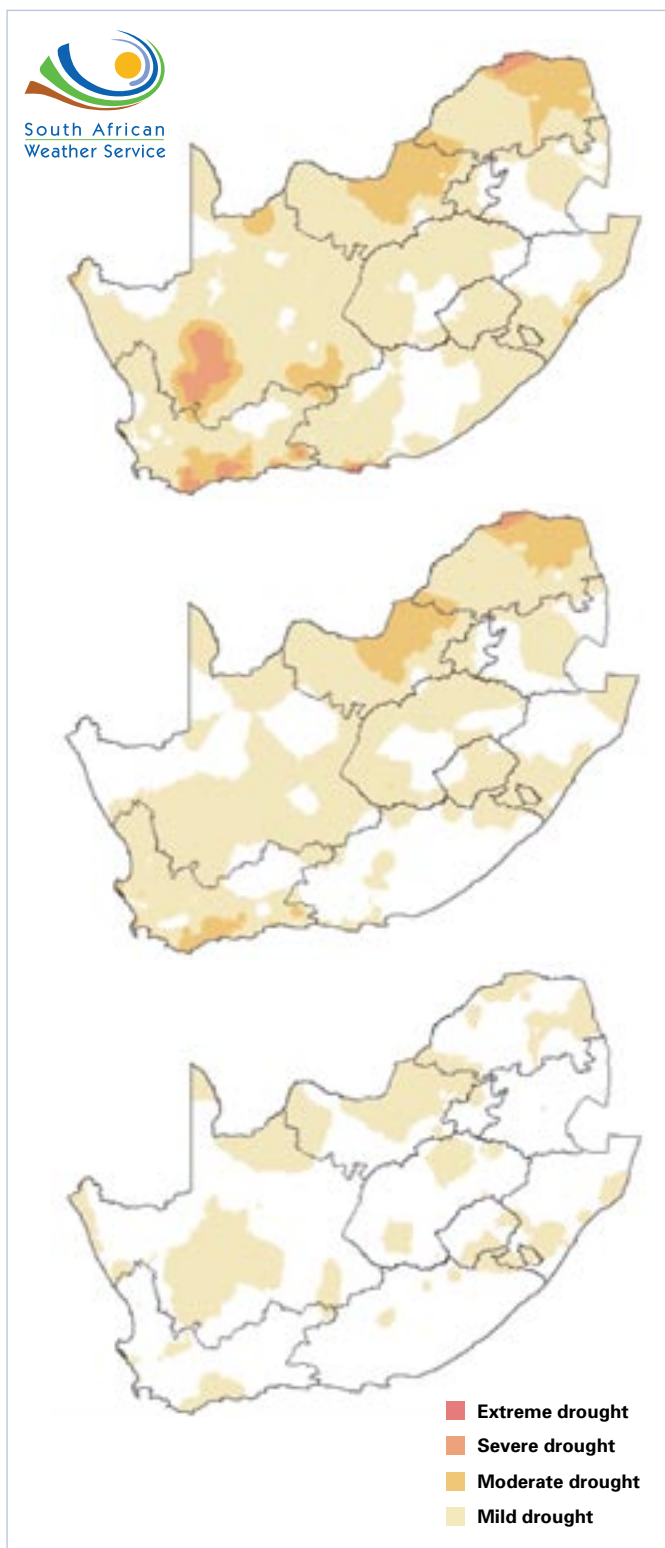 South African
Weather Service
Extreme drought
Severe drought
Moderate drought
Mild drought